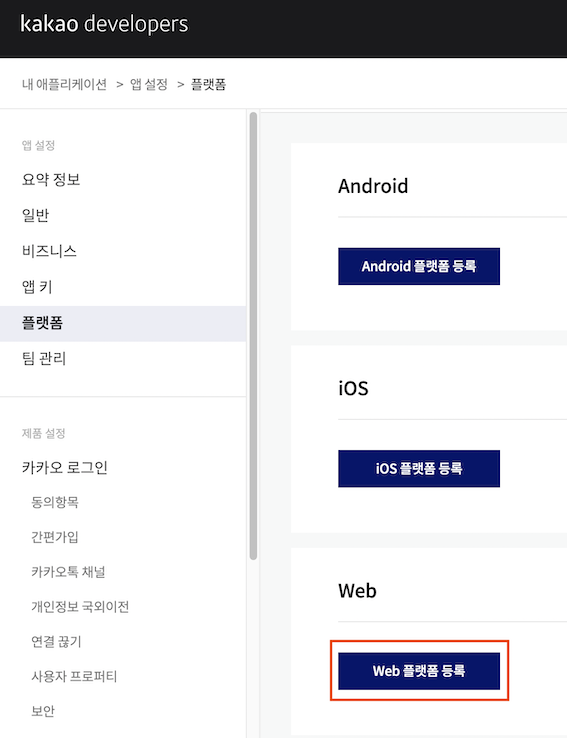 kakao developers
내 애플리케이션 > 앱 설정 > 플랫폼
앱 설정
요약 정보
일반
비즈니스
앱 키
플랫폼
팀 관리
제품 설정
카카오 로그인
동의항목
간편가입
카카오톡 채널
개인정보 국외이전
연결 끊기
사용자 프로퍼티
보안
Android
Android 플랫폼 등록
iOS
iOS 플랫폼 등록
Web
Web 플랫폼 등록